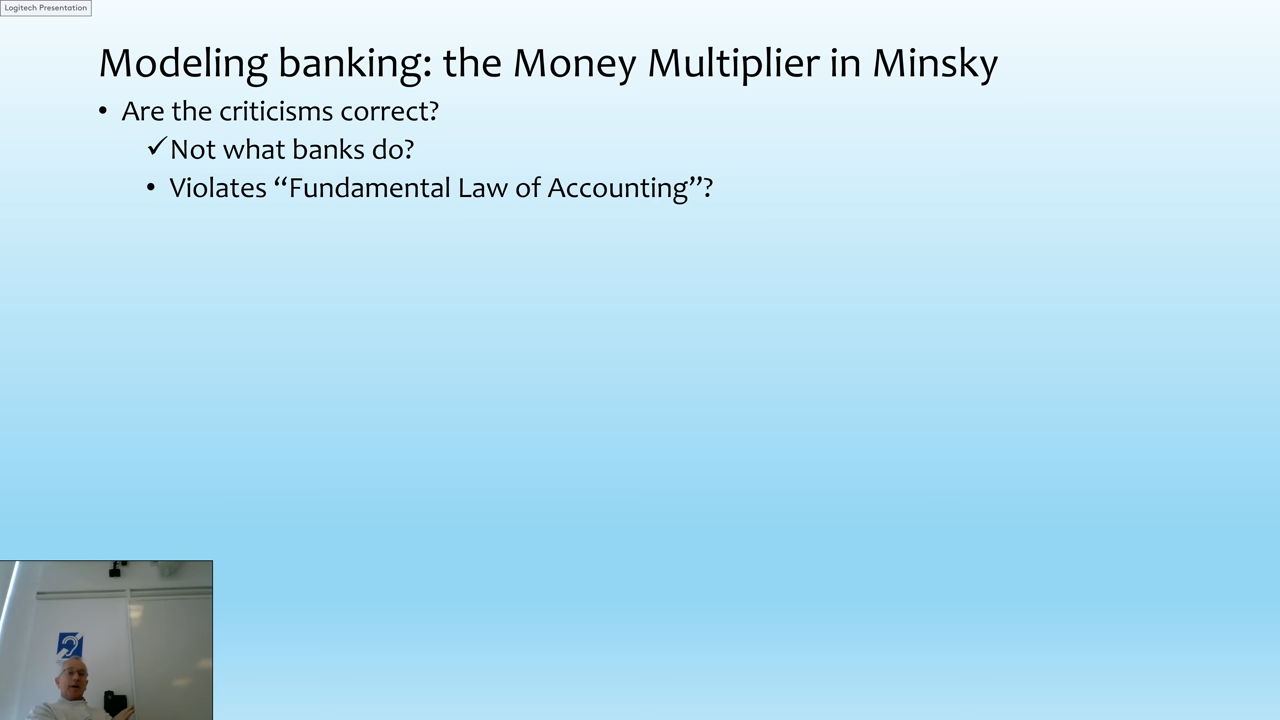 Logitech Presentation
Modeling banking: the Money Multiplier in Minsky
• Are the criticisms correct?
✓Not what banks do?
• Violates “Fundamental Law of Accounting”?